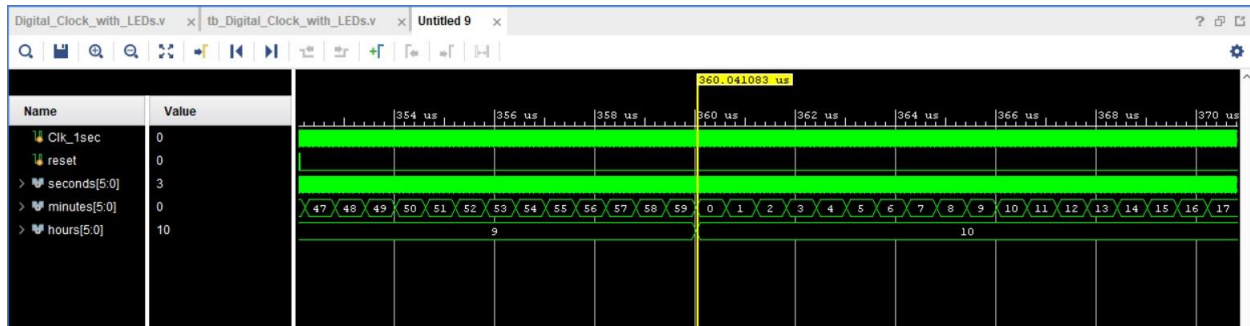 Digital_Clock_with_LEDs.v × tb_Digital_Clock_with_LEDs.v × Untitled 9 × ?
360.041083 us
Name Value 354 us 356 us 358 us 360 us 362 us 364 us 366 us 368 us 370 us
Clk_1sec 0
reset 0
seconds[5:0] 3
minutes[5:0] 0 47 48 49 50 51 52 53 54 55 56 57 58 59 0 1 2 3 4 5 6 7 8 9 10 11 12 13 14 15 16 17
hours[5:0] 10 9 10